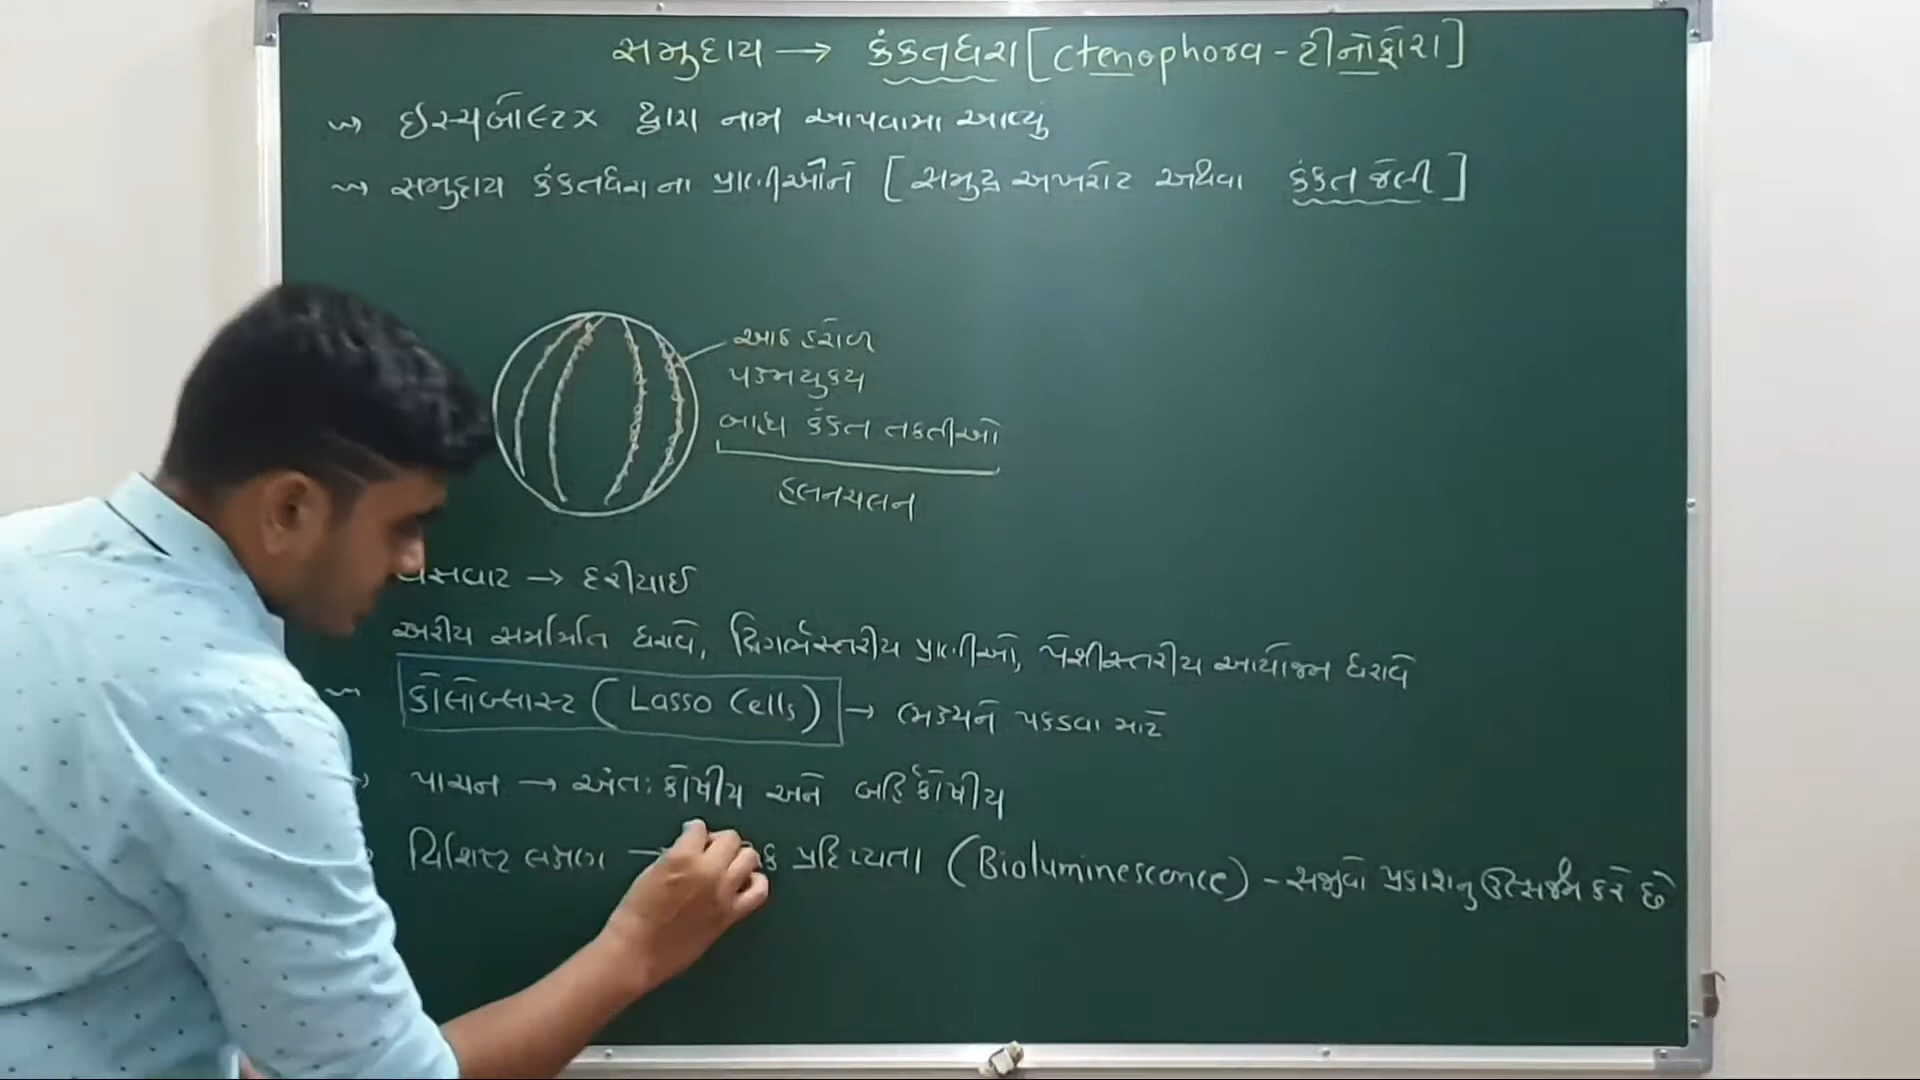 સમુદાય → કંકતધરા [Ctenophora - ટીનોફોરા]
ઇસ્ચર્બોલ્ટઝ દ્વારા નામ આપવામા આવ્યું
સમુદાય કંકતધરા ના પ્રાણીઓને [સમુદ્ર અખરોટ અથવા કંકત જેલી]
આઠ હરોળ
પક્ષ્મયુક્ત
બાહ્ય કંકત તકતીઓ
હલનચલન
વસવાટ → દરીયાઈ
અરીય સમમિતિ ધરાવે, દ્વિગર્ભસ્તરીય પ્રાણીઓ, પેશીસ્તરીય આયોજન ધરાવે
કોલોબ્લાસ્ટ (Lasso Cells) → ભક્ષ્યને પકડવા માટે
પાચન → અંતઃકોષીય અને બહિર્કોષીય
વિશિષ્ટ લક્ષણ → પ્રદિપ્યતા (Bioluminescence) - સજીવો પ્રકાશનુ ઉત્સર્જન કરે છે